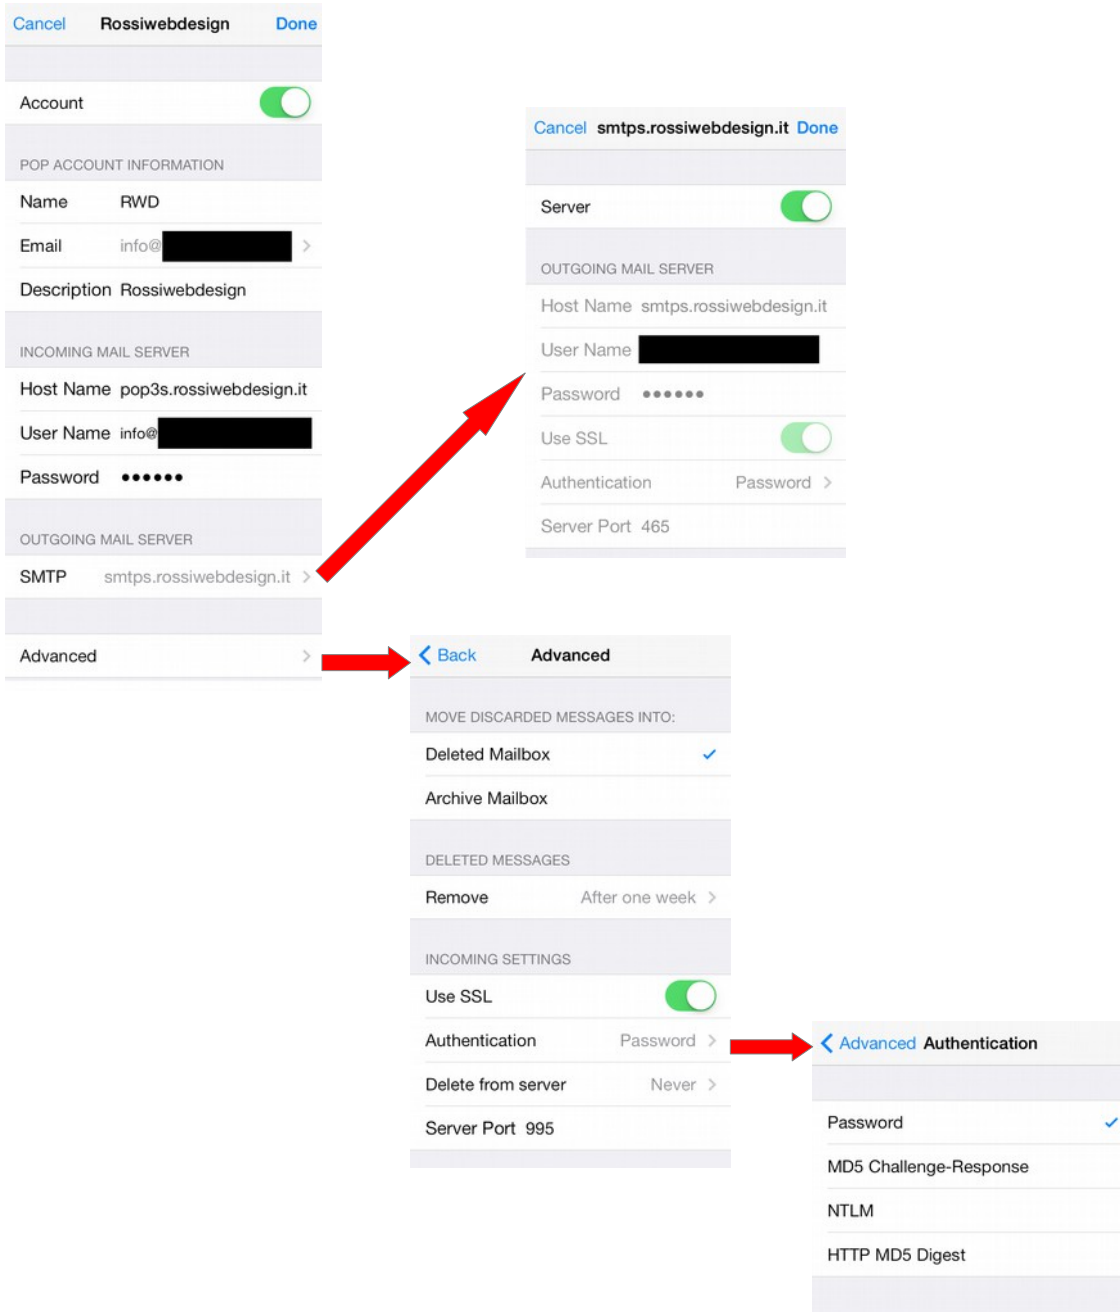 Cancel Rossiwebdesign Done
Account
POP ACCOUNT INFORMATION
Name RWD
Email info@
Description Rossiwebdesign
INCOMING MAIL SERVER
Host Name pop3s.rossiwebdesign.it
User Name info@
Password ●●●●●●
OUTGOING MAIL SERVER
SMTP smtps.rossiwebdesign.it
Advanced
Cancel smtps.rossiwebdesign.it Done
Server
OUTGOING MAIL SERVER
Host Name smtps.rossiwebdesign.it
User Name
Password ●●●●●●
Use SSL
Authentication Password
Server Port 465
Back Advanced
MOVE DISCARDED MESSAGES INTO:
Deleted Mailbox
Archive Mailbox
DELETED MESSAGES
Remove After one week
INCOMING SETTINGS
Use SSL
Authentication Password
Delete from server Never
Server Port 995
Advanced Authentication
Password
MD5 Challenge-Response
NTLM
HTTP MD5 Digest